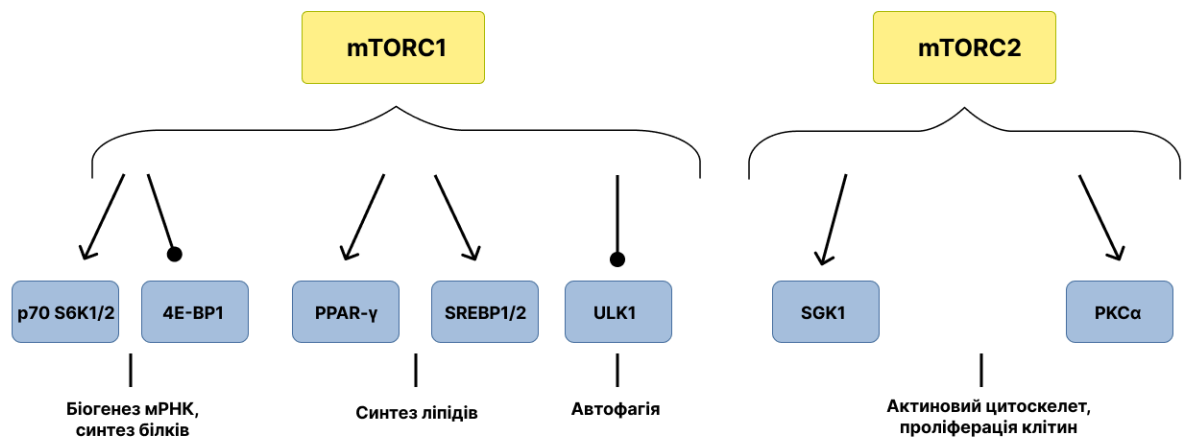 mTORC1
mTORC2
p70 S6K1/2
4E-BP1
PPAR-γ
SREBP1/2
ULK1
SGK1
PKCα
Біогенез мРНК,
синтез білків
Синтез ліпідів
Автофагія
Актиновий цитоскелет,
проліферація клітин